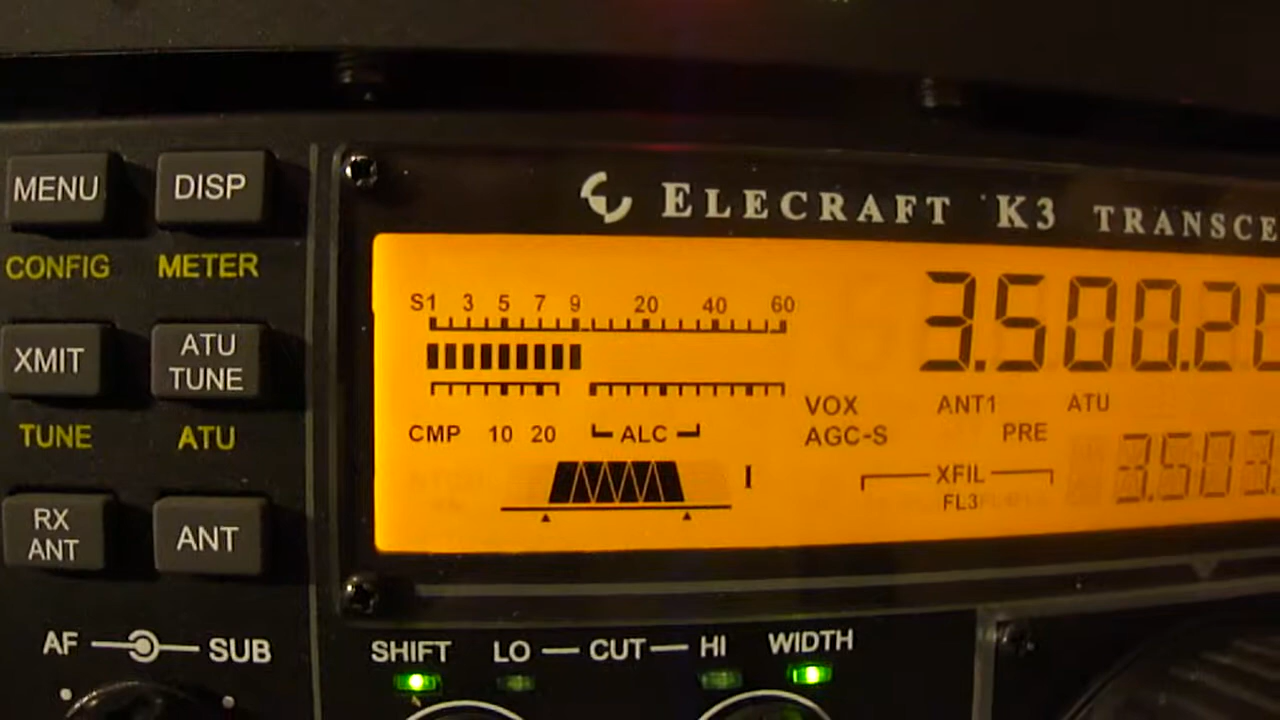 ELECRAFT K3 TRANSCE
MENU DISP
CONFIG METER
XMIT ATU TUNE
TUNE ATU
RX ANT ANT
AF SUB
S1 3 5 7 9 20 40 60
3.500.20
VOX ANT1 ATU
CMP 10 20 ALC AGC-S PRE
I XFIL
FL3
3.503.
SHIFT LO CUT HI WIDTH